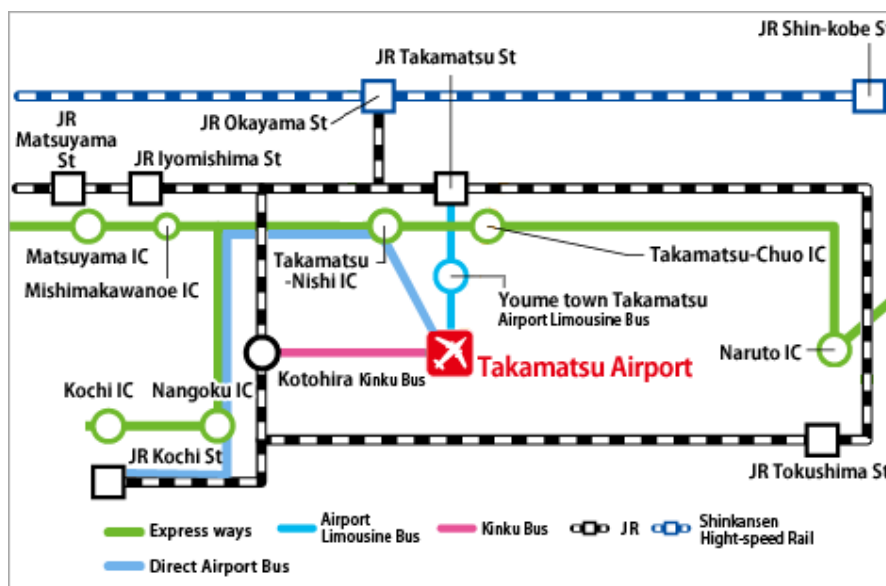 JR Shin-kobe St
JR Takamatsu St
JR Okayama St
JR
Matsuyama
St
JR Iyomishima St
Matsuyama IC
Mishimakawanoe IC
Takamatsu
-Nishi IC
Takamatsu-Chuo IC
Youme town Takamatsu
Airport Limousine Bus
Takamatsu Airport
Naruto IC
Kotohira Kinku Bus
Kochi IC
Nangoku IC
JR Kochi St
JR Tokushima St
Express ways
Airport
Limousine Bus
Kinku Bus
JR
Shinkansen
Hight-speed Rail
Direct Airport Bus